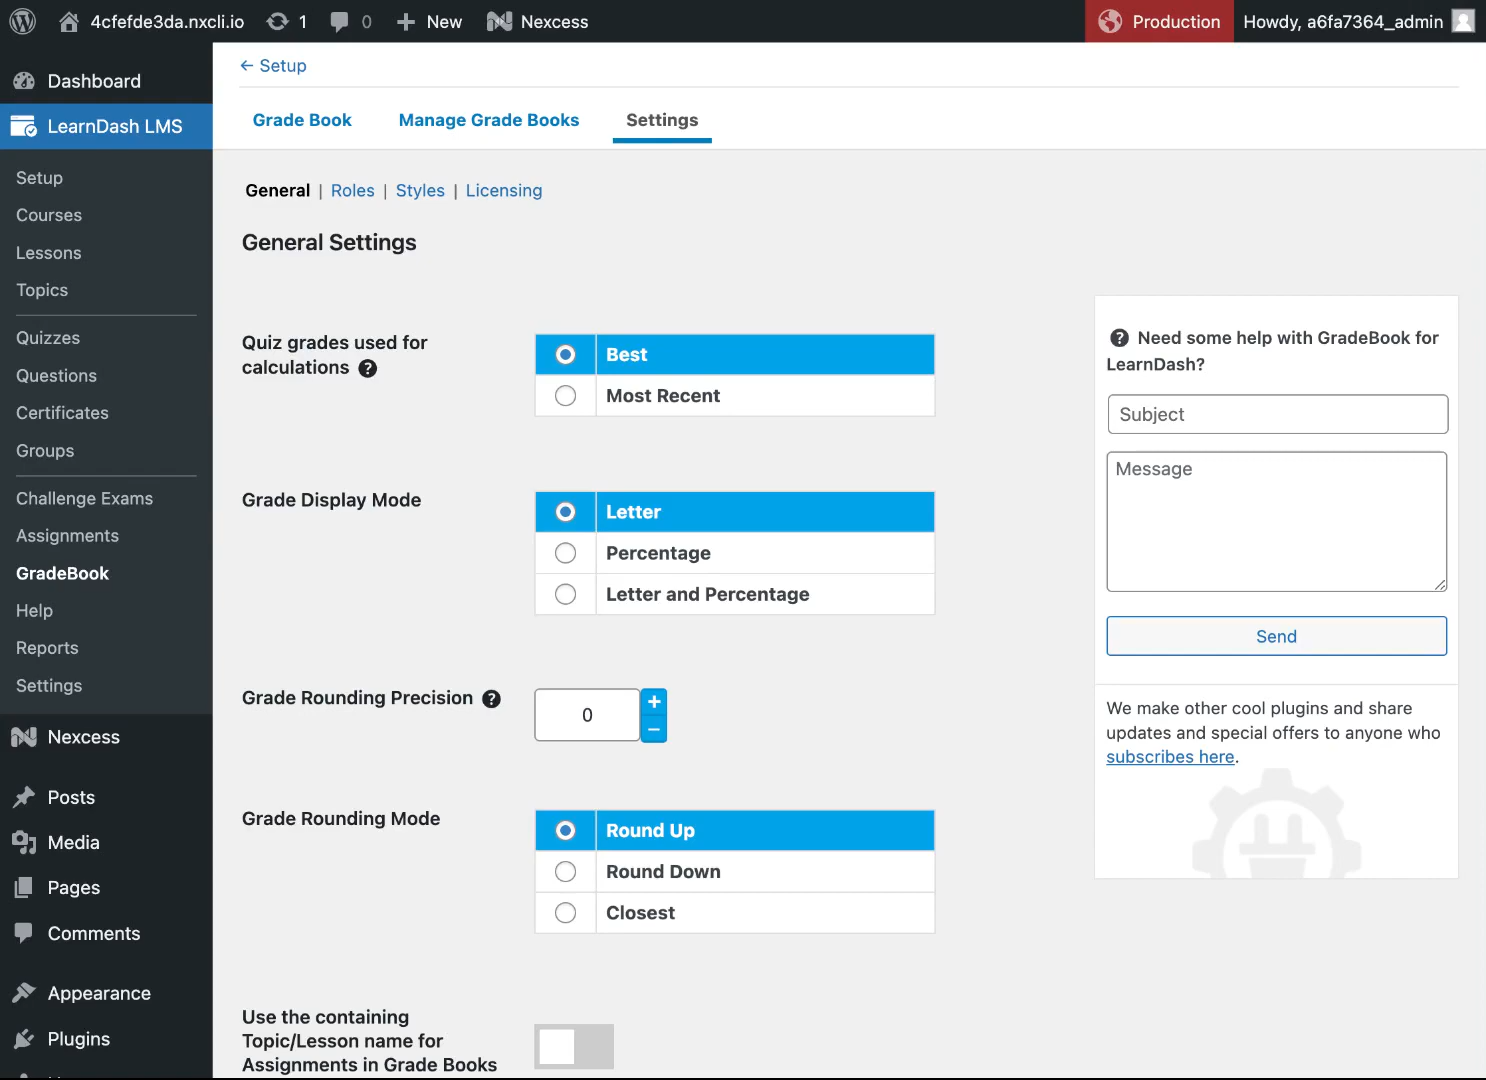 4cfefde3da.nxcli.io 1 0 New Nexcess Production Howdy, a6fa7364_admin
Dashboard
LearnDash LMS
Setup
Courses
Lessons
Topics
Quizzes
Questions
Certificates
Groups
Challenge Exams
Assignments
GradeBook
Help
Reports
Settings
Nexcess
Posts
Media
Pages
Comments
Appearance
Plugins
← Setup
Grade Book Manage Grade Books Settings
General | Roles | Styles | Licensing
General Settings
Quiz grades used for
calculations ?
Best
Most Recent
Grade Display Mode
Letter
Percentage
Letter and Percentage
Grade Rounding Precision ?
0
+
−
Grade Rounding Mode
Round Up
Round Down
Closest
Use the containing
Topic/Lesson name for
Assignments in Grade Books
? Need some help with GradeBook for
LearnDash?
Subject
Message
Send
We make other cool plugins and share
updates and special offers to anyone who
subscribes here.